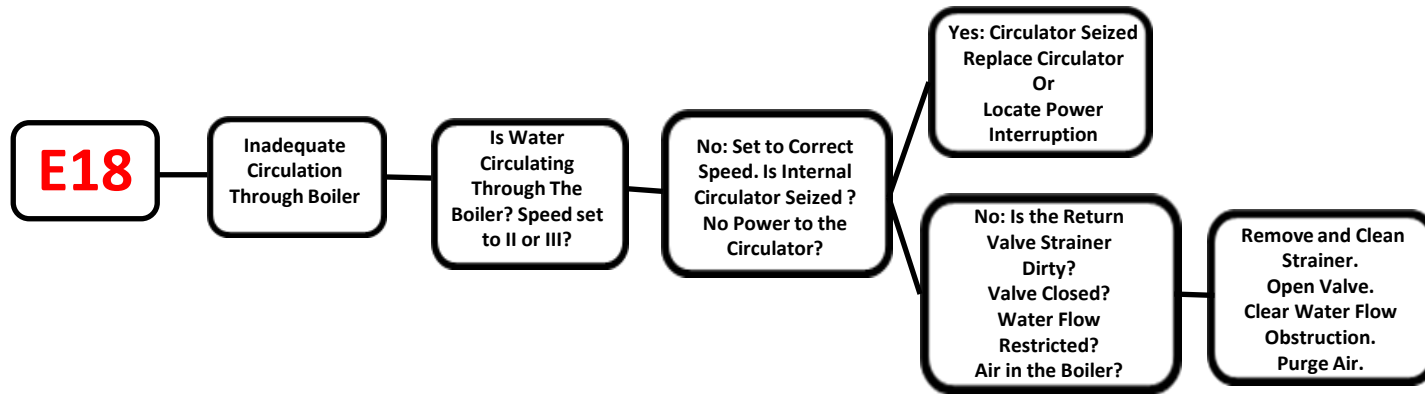 E18
Inadequate
Circulation
Through Boiler
Is Water
Circulating
Through The
Boiler? Speed set
to II or III?
No: Set to Correct
Speed. Is Internal
Circulator Seized ?
No Power to the
Circulator?
Yes: Circulator Seized
Replace Circulator
Or
Locate Power
Interruption
No: Is the Return
Valve Strainer
Dirty?
Valve Closed?
Water Flow
Restricted?
Air in the Boiler?
Remove and Clean
Strainer.
Open Valve.
Clear Water Flow
Obstruction.
Purge Air.